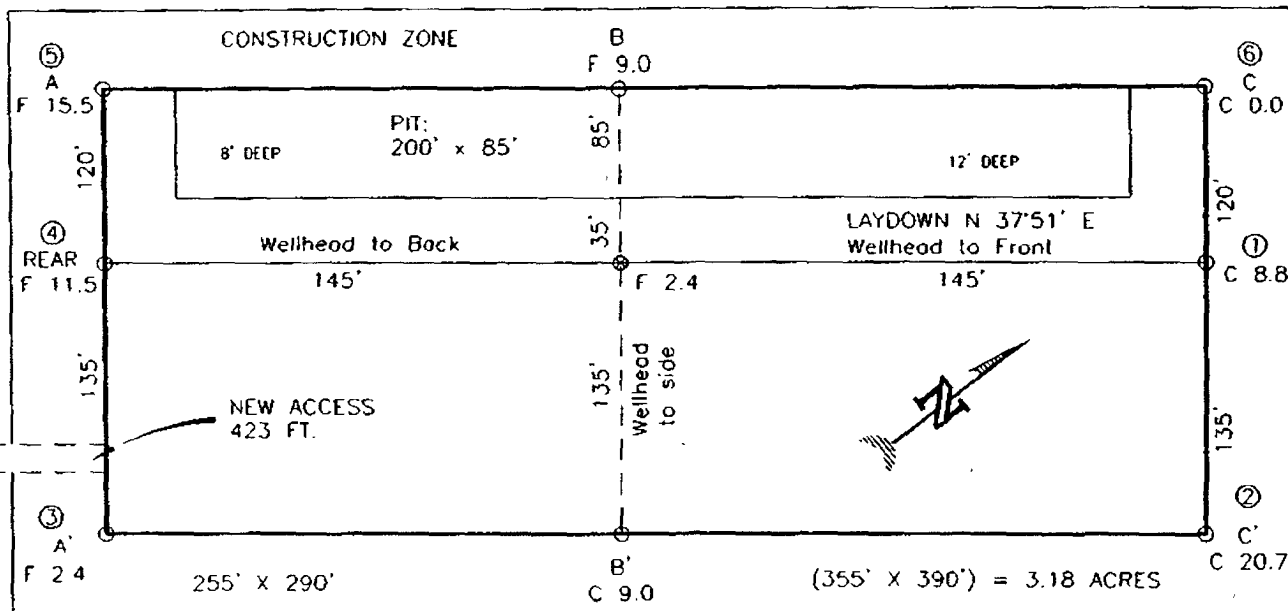 CONSTRUCTION ZONE
⑤
A
F 15.5
B
F 9.0
⑥
C
C 0.0
120'
8' DEEP
PIT:
200' x 85'
85'
12' DEEP
120'
④
REAR
F 11.5
Wellhead to Back
145'
35'
F 2.4
LAYDOWN N 37°51' E
Wellhead to Front
145'
①
C 8.8
135'
NEW ACCESS
423 FT.
135'
Wellhead
to side
N
135'
③
A'
F 2.4
255' X 290'
B'
C 9.0
(355' X 390') = 3.18 ACRES
②
C'
C 20.7